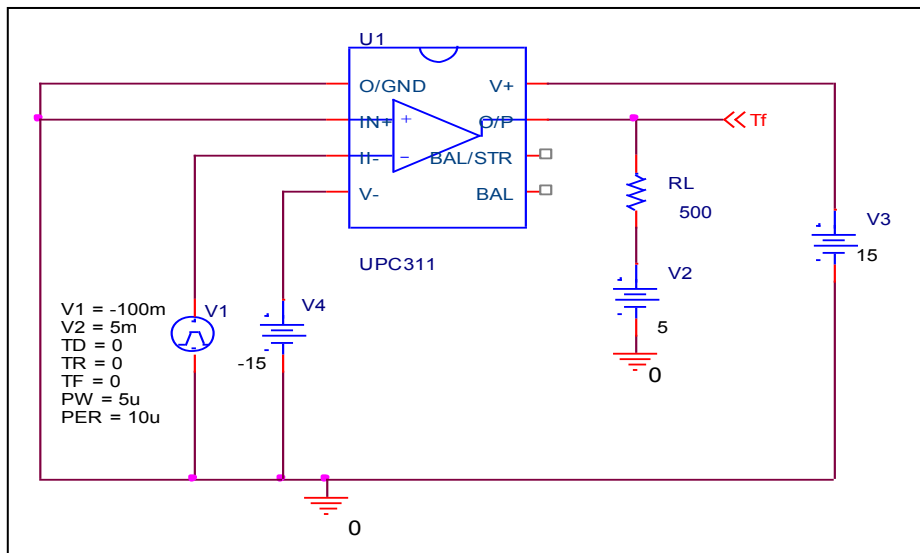 U1
O/GND
V+
IN+
+
O/P
Tf
II-
−
BAL/STR
V-
BAL
RL
500
V3
15
UPC311
V2
5
0
V1 = -100m
V2 = 5m
TD = 0
TR = 0
TF = 0
PW = 5u
PER = 10u
V1
V4
-15
0